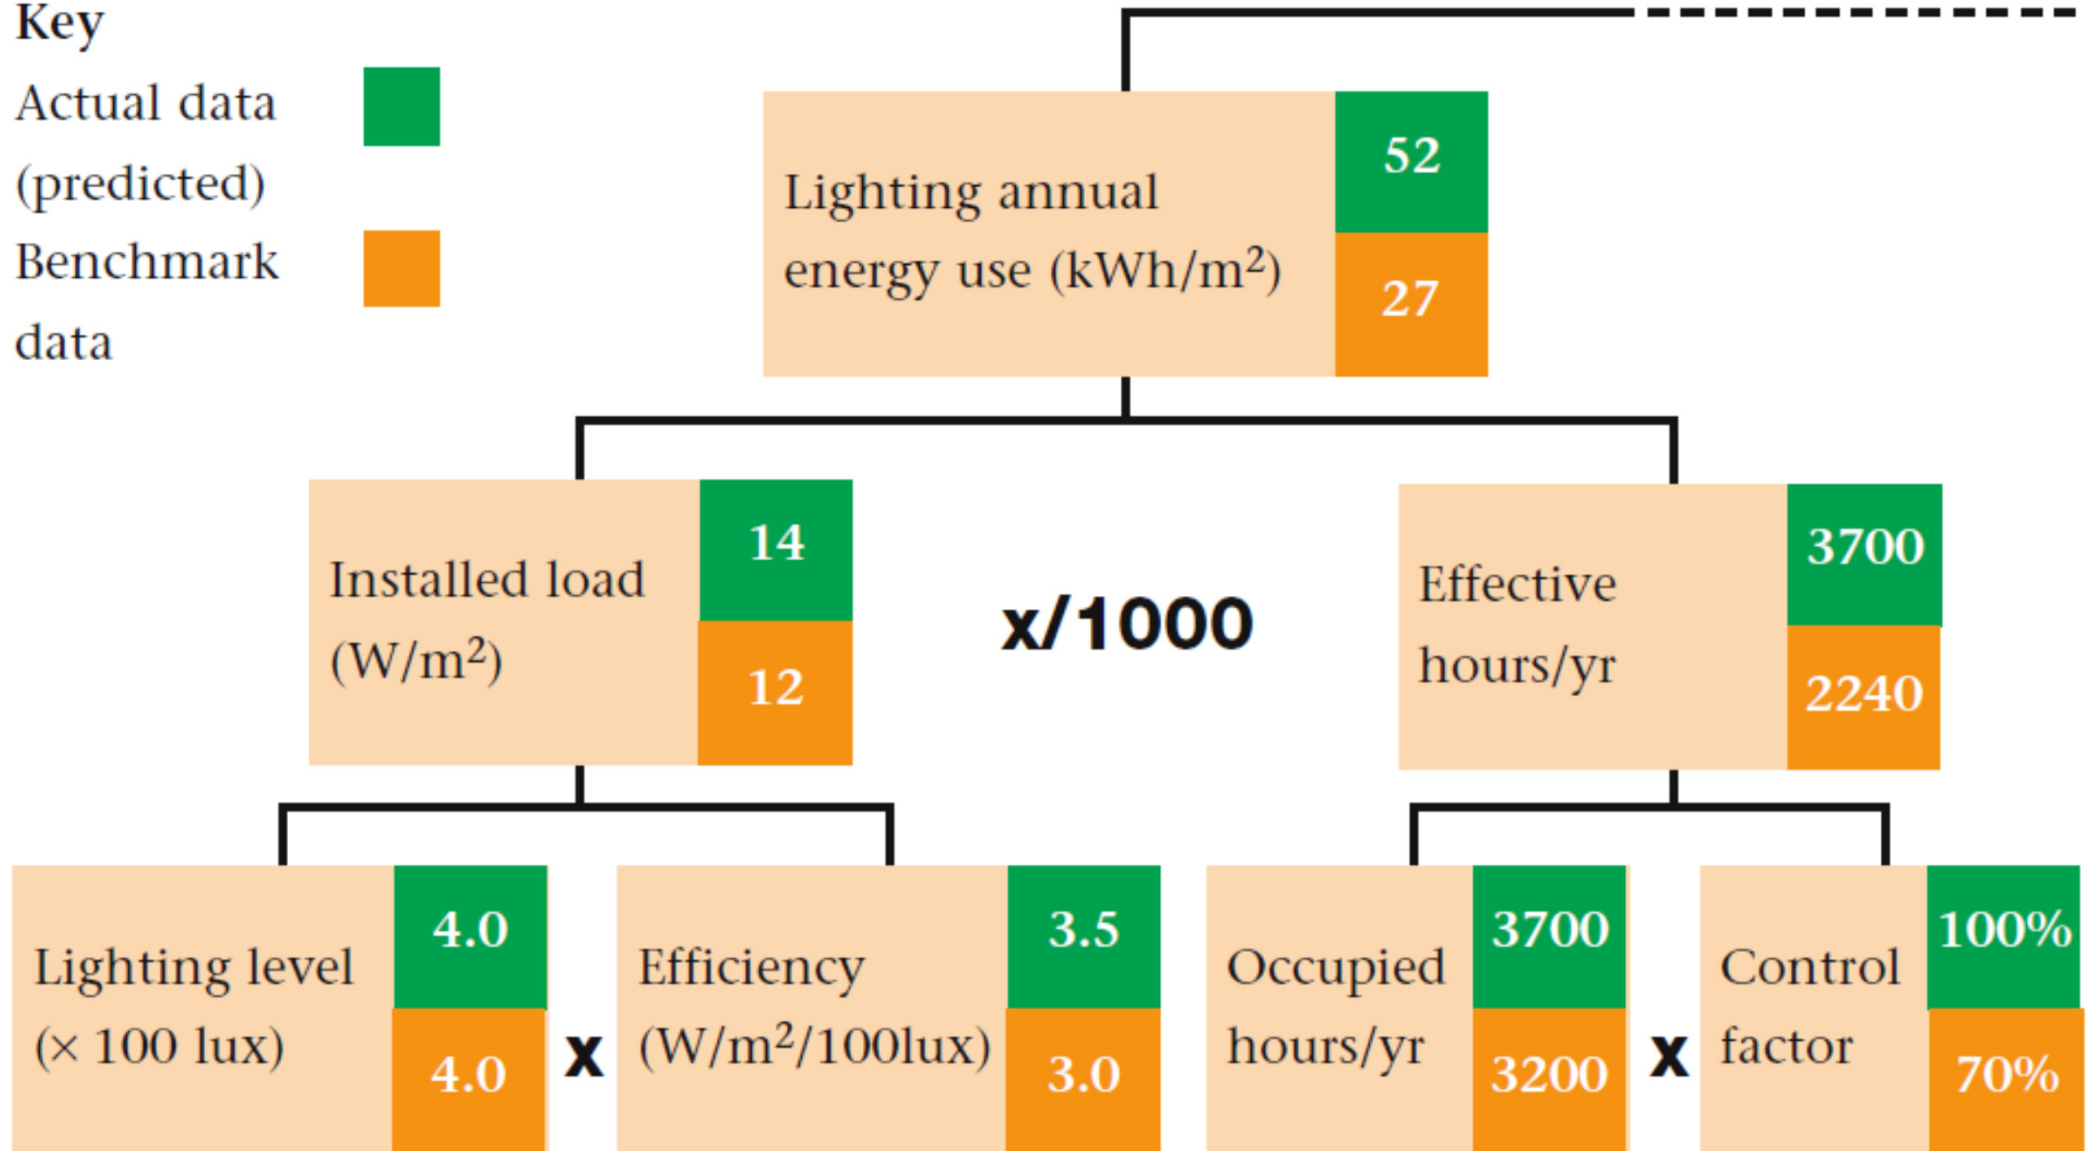 Key
Actual data
(predicted)
Benchmark
data
Lighting annual
energy use (kWh/m²)
52
27
Installed load
(W/m²)
14
12
x/1000
Effective
hours/yr
3700
2240
Lighting level
(× 100 lux)
4.0
4.0
x
Efficiency
(W/m²/100lux)
3.5
3.0
Occupied
hours/yr
3700
3200
x
Control
factor
100%
70%